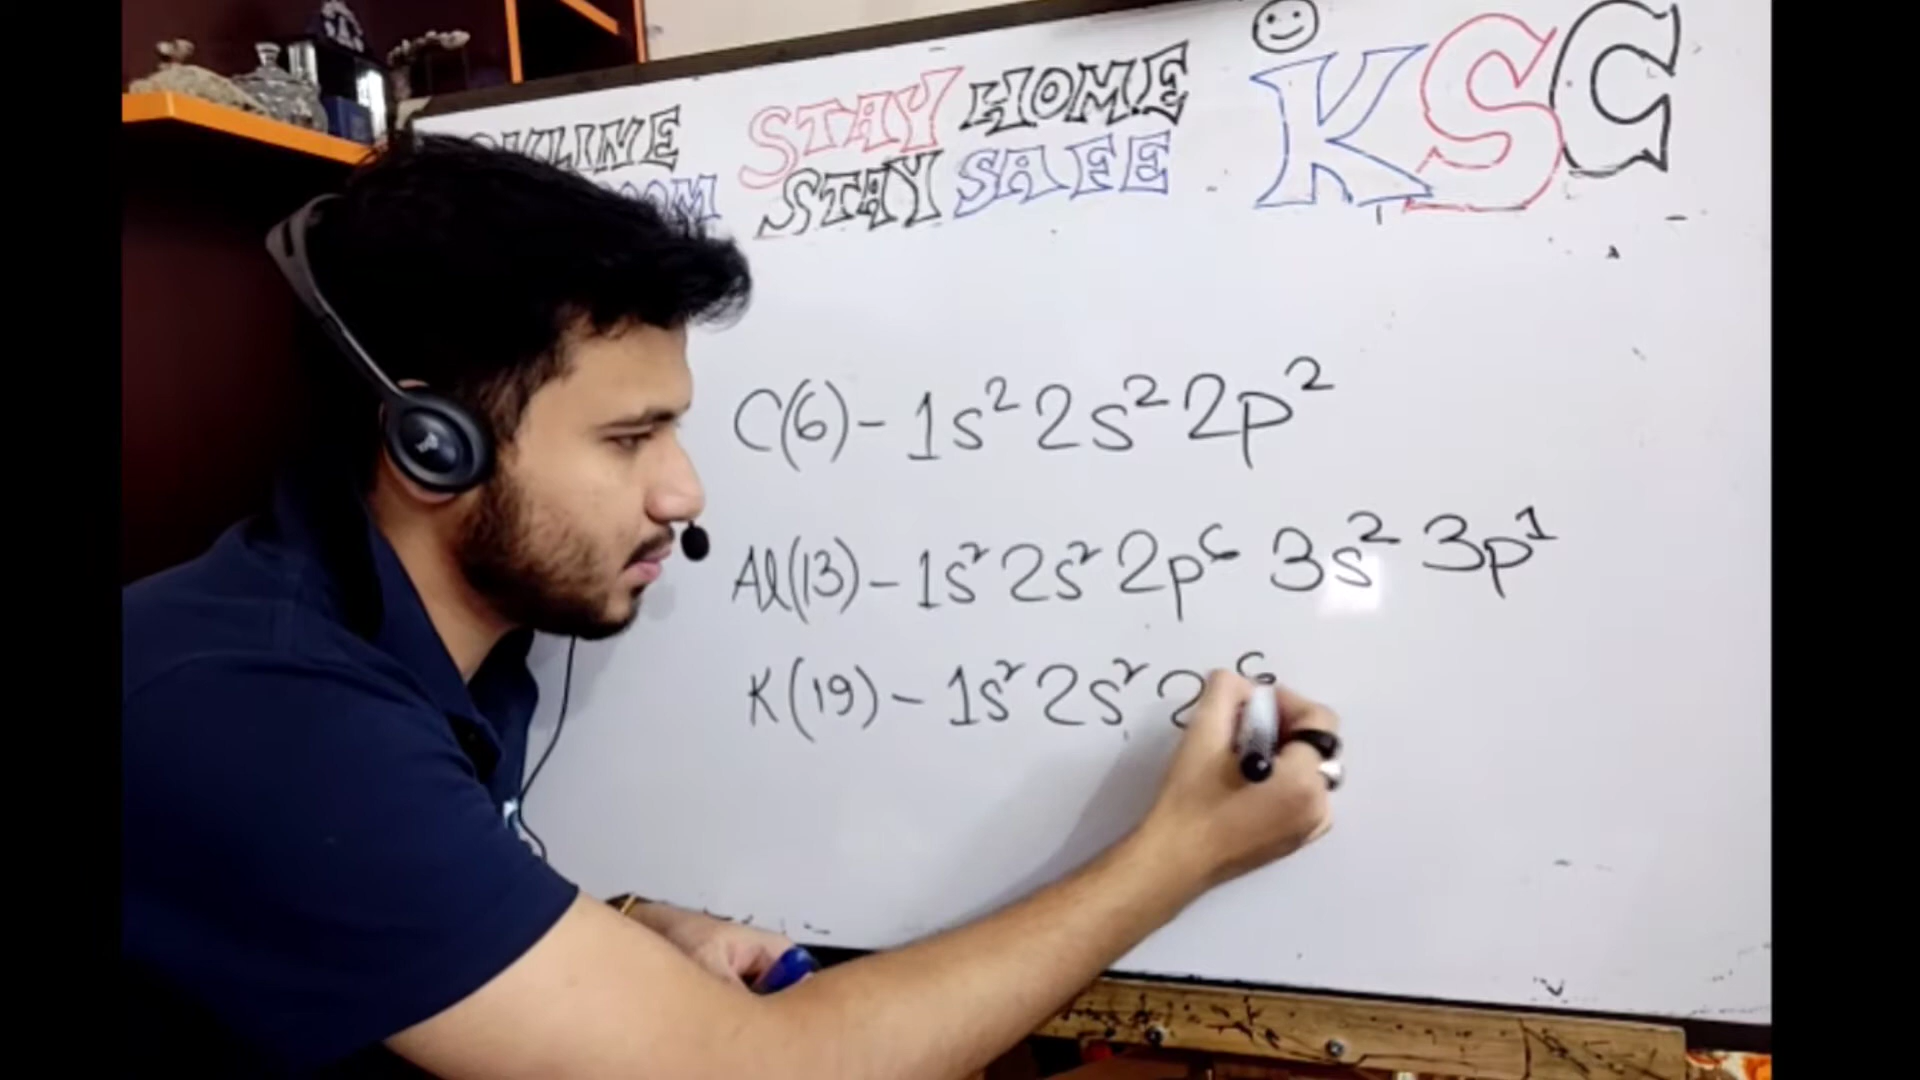 ONLINE STAY HOME KSC
STAY SAFE
C(6) - 1s² 2s² 2p²
Al(13) - 1s² 2s² 2p⁶ 3s² 3p¹
K(19) - 1s² 2s² 2